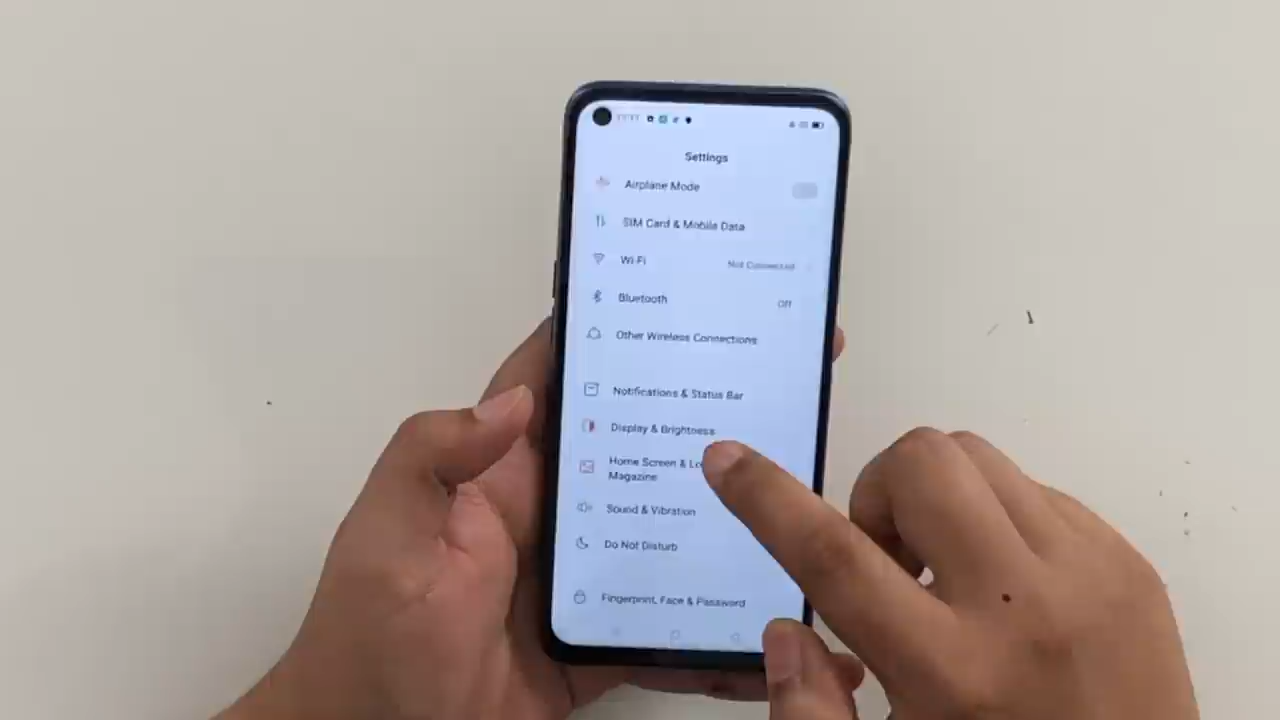 Settings
Airplane Mode
SIM Card & Mobile Data
Wi-Fi Not Connected
Bluetooth Off
Other Wireless Connections
Notifications & Status Bar
Display & Brightness
Home Screen & Lo
Magazine
Sound & Vibration
Do Not Disturb
Fingerprint, Face & Password